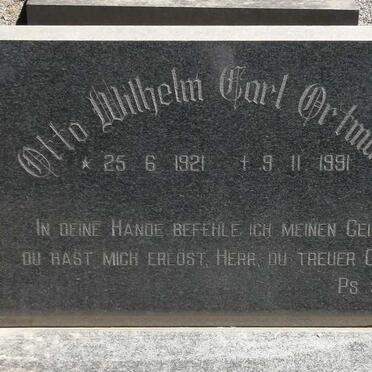 Otto Wilhelm Carl
* 25 6 1921 + 9 11 1991
IN DEINE HANDE BEFEHLE ICH MEINEN
DU HAST MICH ERLOST, HERR, DU TREUER
PS